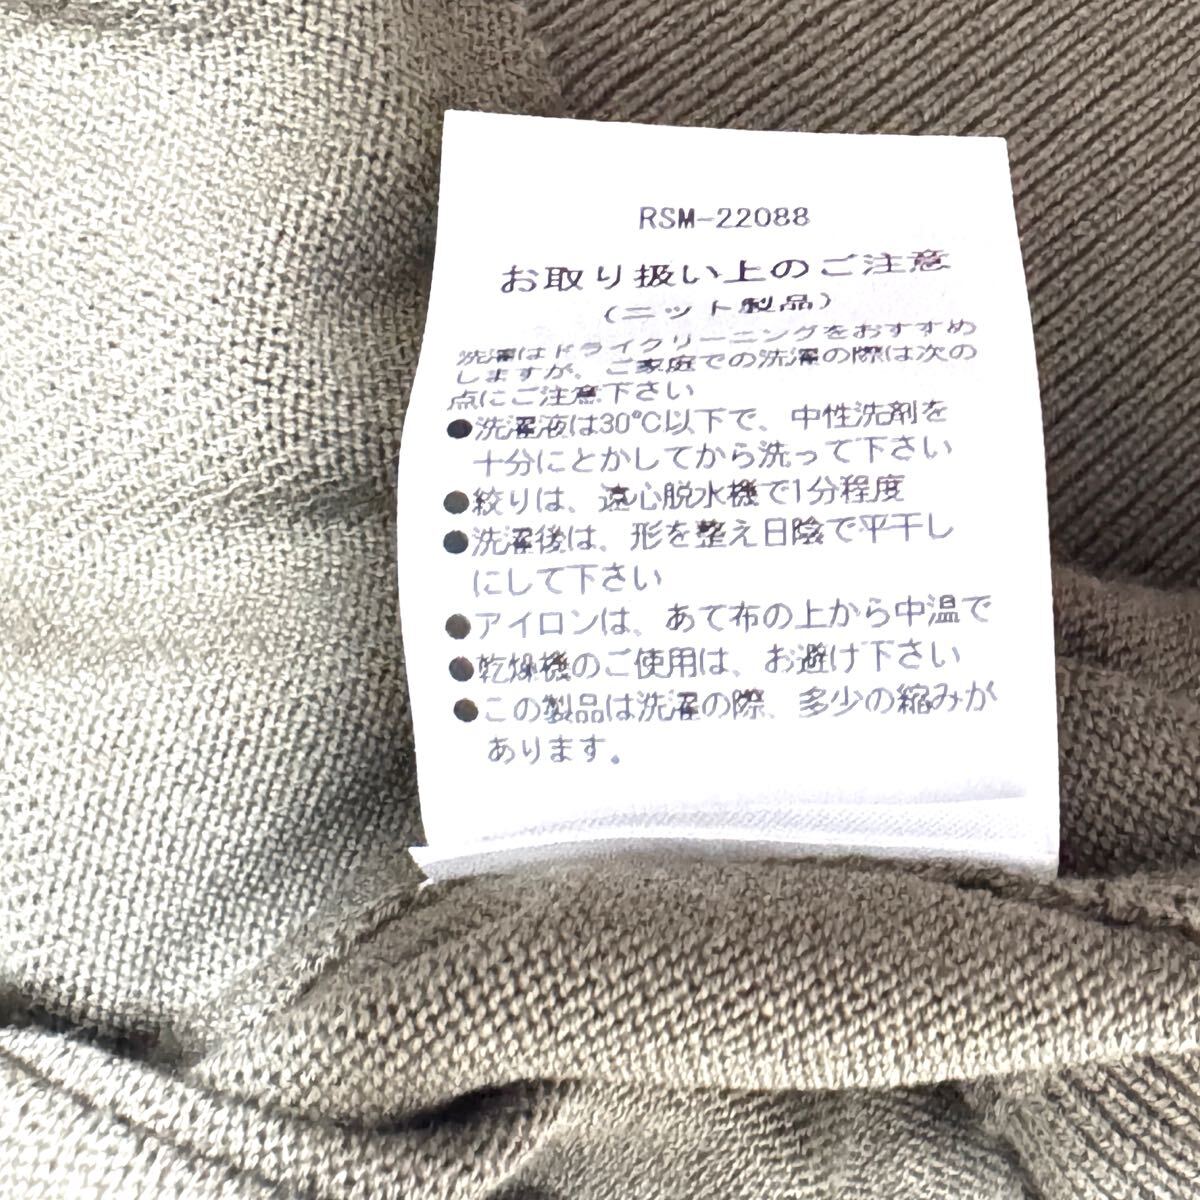 RSM-22088
お取り扱い上のご注意
(ニット製品)
洗濯はドライクリーニングをおすすめ
しますが、ご家庭での洗濯の際は次の
点にご注意下さい
●洗濯液は30℃以下で、中性洗剤を
十分にとかしてから洗って下さい
●絞りは、遠心脱水機で1分程度
●洗濯後は、形を整え日陰で平干し
にして下さい
●アイロンは、あて布の上から中温で
●乾燥機のご使用は、お避け下さい
●この製品は洗濯の際、多少の縮みが
あります。